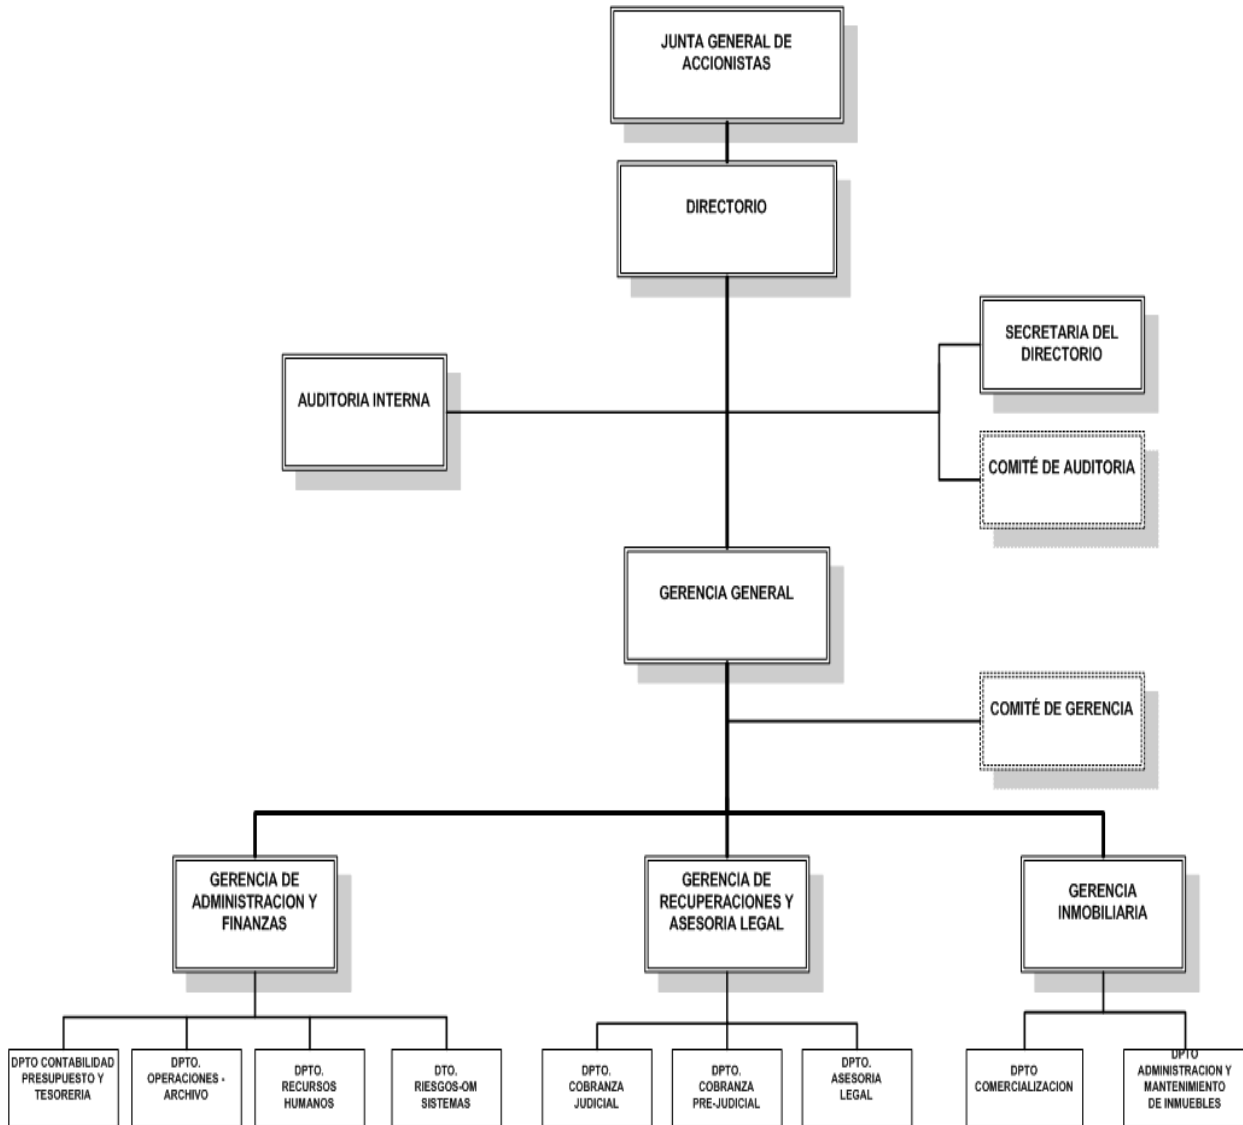 JUNTA GENERAL DE
ACCIONISTAS
DIRECTORIO
SECRETARIA DEL
DIRECTORIO
AUDITORIA INTERNA
COMITÉ DE AUDITORIA
GERENCIA GENERAL
COMITÉ DE GERENCIA
GERENCIA DE
ADMINISTRACION Y
FINANZAS
GERENCIA DE
RECUPERACIONES Y
ASESORIA LEGAL
GERENCIA
INMOBILIARIA
DPTO CONTABILIDAD
PRESUPUESTO Y
TESORERIA
DPTO.
OPERACIONES -
ARCHIVO
DPTO.
RECURSOS
HUMANOS
DTO.
RIESGOS-OM
SISTEMAS
DPTO.
COBRANZA
JUDICIAL
DPTO.
COBRANZA
PRE-JUDICIAL
DPTO.
ASESORIA
LEGAL
DPTO
COMERCIALIZACION
DPTO
ADMINISTRACION Y
MANTENIMIENTO
DE INMUEBLES